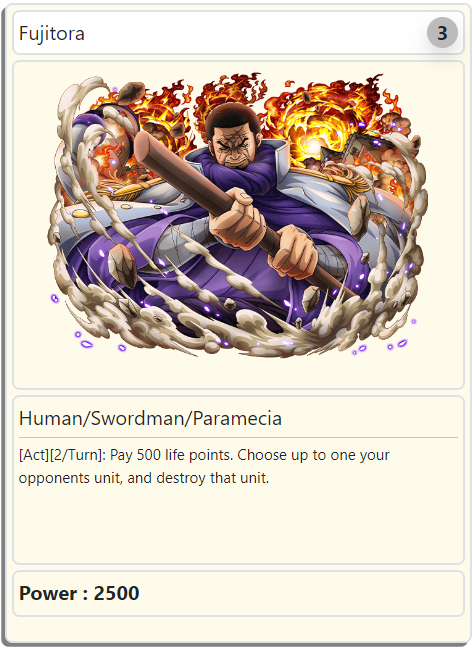 Fujitora
3
Human/Swordman/Paramecia
[Act][2/Turn]: Pay 500 life points. Choose up to one your
opponents unit, and destroy that unit.
Power : 2500